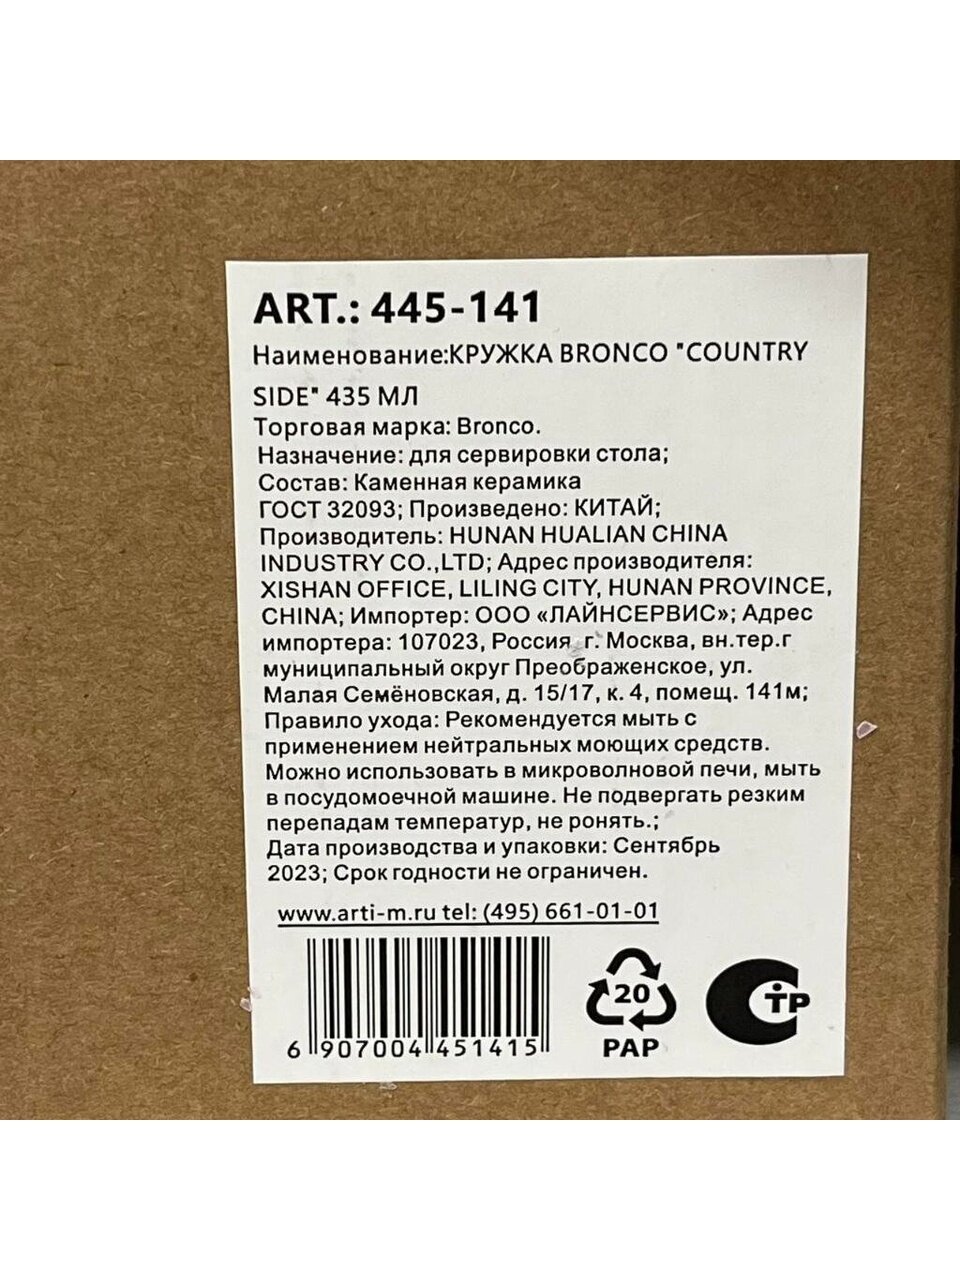 ART.: 445-141
Наименование:КРУЖКА BRONCO "COUNTRY
SIDE" 435 МЛ
Торговая марка: Bronco.
Назначение: для сервировки стола;
Состав: Каменная керамика
ГОСТ 32093; Произведено: КИТАЙ;
Производитель: HUNAN HUALIAN CHINA
INDUSTRY CO.,LTD; Адрес производителя:
XISHAN OFFICE, LILING CITY, HUNAN PROVINCE,
CHINA; Импортер: ООО «ЛАЙНСЕРВИС»; Адрес
импортера: 107023, Россия, г. Москва, вн.тер.г
муниципальный округ Преображенское, ул.
Малая Семёновская, д. 15/17, к. 4, помещ. 141м;
Правило ухода: Рекомендуется мыть с
применением нейтральных моющих средств.
Можно использовать в микроволновой печи, мыть
в посудомоечной машине. Не подвергать резким
перепадам температур, не ронять.;
Дата производства и упаковки: Сентябрь
2023; Срок годности не ограничен.
www.arti-m.ru tel: (495) 661-01-01
6 907004 451415
20
PAP
СТР